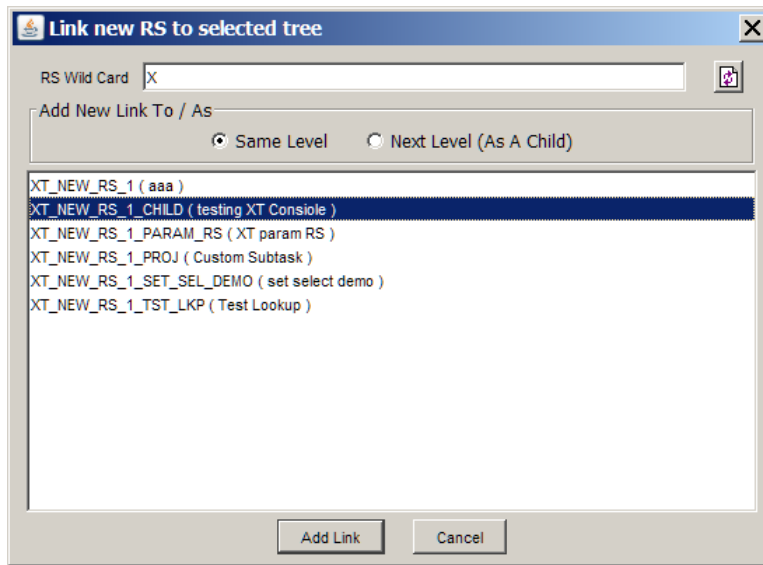 Link new RS to selected tree
RS Wild Card X
Add New Link To / As
Same Level Next Level (As A Child)
XT_NEW_RS_1 ( aaa )
XT_NEW_RS_1_CHILD ( testing XT Consiole )
XT_NEW_RS_1_PARAM_RS ( XT param RS )
XT_NEW_RS_1_PROJ ( Custom Subtask )
XT_NEW_RS_1_SET_SEL_DEMO ( set select demo )
XT_NEW_RS_1_TST_LKP ( Test Lookup )
Add Link Cancel